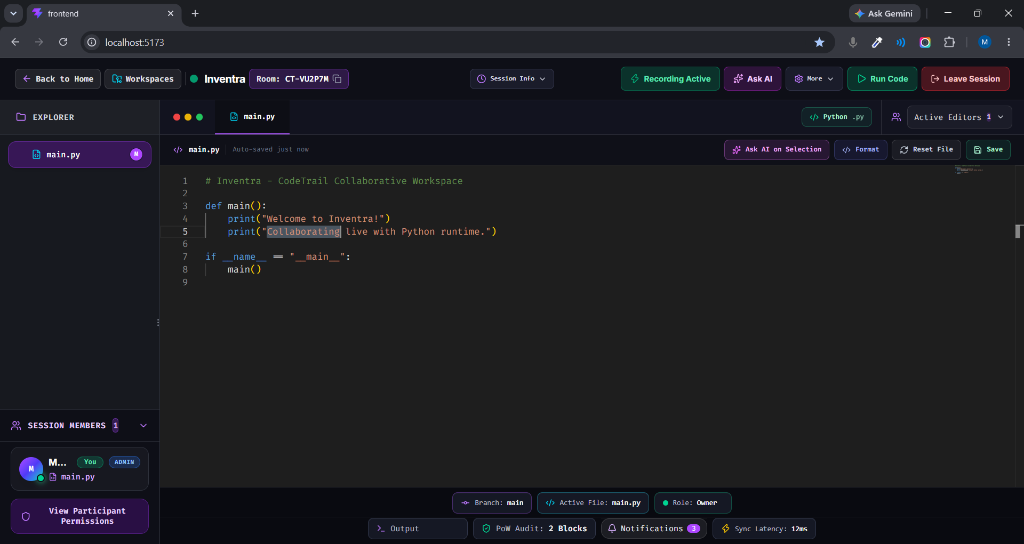 frontend
Ask Gemini
localhost:5173
M
Back to Home
Workspaces
Inventra
Room: CT-VU2P7M
Session Info
Recording Active
Ask AI
More
Run Code
Leave Session
EXPLORER
main.py
Python .py
Active Editors 1
main.py M
</> main.py
Auto-saved just now
Ask AI on Selection
</> Format
Reset File
Save
1 # Inventra - CodeTrail Collaborative Workspace
2
3 def main():
4 print("Welcome to Inventra!")
5 print("Collaborating live with Python runtime.")
6
7 if __name__ == "__main__":
8 main()
9
SESSION MEMBERS 1
M
M... You ADMIN
main.py
View Participant
Permissions
Branch: main
</> Active File: main.py
Role: Owner
>_ Output
PoW Audit: 2 Blocks
Notifications 3
Sync Latency: 12ms